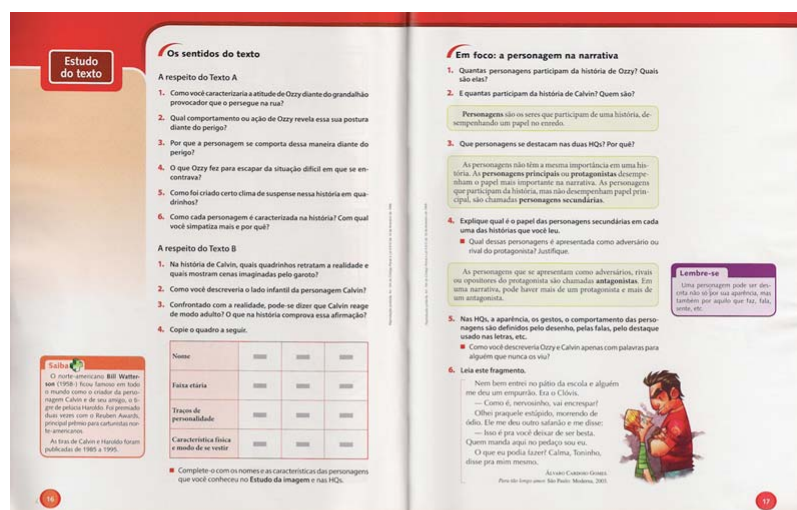 Estudo
do texto
Os sentidos do texto
A respeito do Texto A
1. Como você caracterizaria a atitude de Ozzy diante do grandalhão
provocador que o persegue na rua?
2. Qual comportamento ou ação de Ozzy revela essa sua postura
diante do perigo?
3. Por que a personagem se comporta dessa maneira diante do
perigo?
4. O que Ozzy fez para escapar da situação difícil em que se en-
contrava?
5. Como foi criado certo clima de suspense nessa história em qua-
drinhos?
6. Como cada personagem é caracterizada na história? Com qual
você simpatiza mais e por quê?
A respeito do Texto B
1. Na história de Calvin, quais quadrinhos retratam a realidade e
quais mostram cenas imaginadas pelo garoto?
2. Como você descreveria o lado infantil da personagem Calvin?
3. Confrontado com a realidade, pode-se dizer que Calvin reage
de modo adulto? O que na história comprova essa afirmação?
4. Copie o quadro a seguir.
Nome
Faixa etária
Traços de
personalidade
Característica física
e modo de se vestir
Complete-o com os nomes e as características das personagens
que você conheceu no Estudo da imagem e nas HQs.
Saiba
O norte-americano Bill Watter-
son (1958-) ficou famoso em todo
o mundo como o criador da perso-
nagem Calvin e de seu amigo, o ti-
gre de pelúcia Haroldo. Foi premiado
duas vezes com o Reuben Awards,
principal prêmio para cartunistas nor-
te-americanos.
As tiras de Calvin e Haroldo foram
publicadas de 1985 a 1995.
16
Em foco: a personagem na narrativa
1. Quantas personagens participam da história de Ozzy? Quais
são elas?
2. E quantas participam da história de Calvin? Quem são?
Personagens são os seres que participam de uma história, de-
sempenhando um papel no enredo.
3. Que personagens se destacam nas duas HQs? Por quê?
As personagens não têm a mesma importância em uma his-
tória. As personagens principais ou protagonistas desempe-
nham o papel mais importante na narrativa. As personagens
que participam da história, mas não desempenham papel prin-
cipal, são chamadas personagens secundárias.
4. Explique qual é o papel das personagens secundárias em cada
uma das histórias que você leu.
Qual dessas personagens é apresentada como adversário ou
rival do protagonista? Justifique.
As personagens que se apresentam como adversários, rivais
ou opositores do protagonista são chamadas antagonistas. Em
uma narrativa, pode haver mais de um protagonista e mais de
um antagonista.
Lembre-se
Uma personagem pode ser des-
crita não só por sua aparência, mas
também por aquilo que faz, fala,
sente, etc.
5. Nas HQs, a aparência, os gestos, o comportamento das perso-
nagens são definidos pelo desenho, pelas falas, pelo destaque
usado nas letras, etc.
Como você descreveria Ozzy e Calvin apenas com palavras para
alguém que nunca os viu?
6. Leia este fragmento.
Nem bem entrei no pátio da escola e alguém
me deu um empurrão. Era o Clóvis.
— Como é, nervosinho, vai encrespar!
Olhei praquele estúpido, morrendo de
ódio. Ele me deu outro safanão e me disse:
— Isso é pra você deixar de ser besta.
Quem manda aqui no pedaço sou eu.
O que eu podia fazer? Calma, Toninho,
disse pra mim mesmo.
Álvaro Cardoso Gomes.
Para tão longo amor. São Paulo: Moderna, 2003.
17